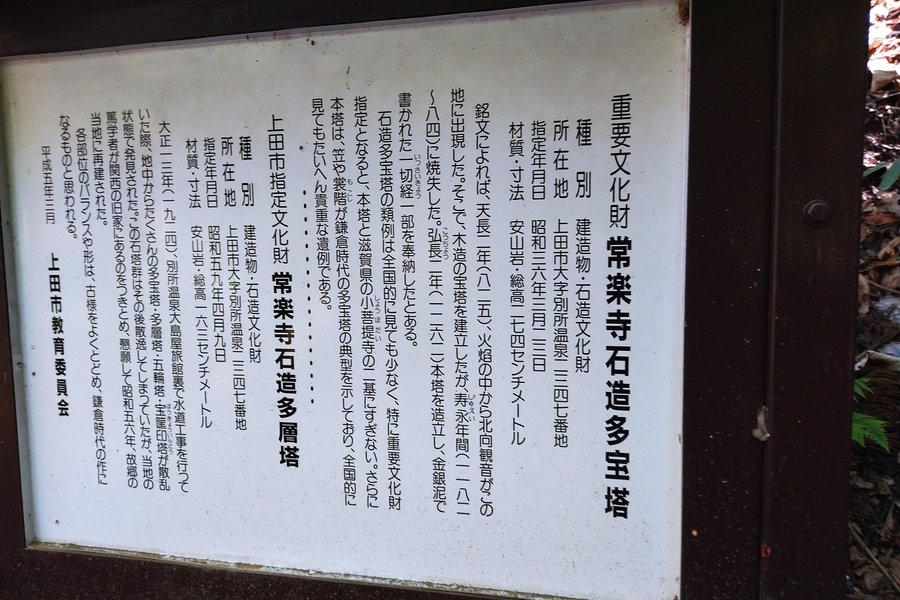 重要文化財 常楽寺石造多宝塔
種別 建造物・石造文化財
所在地 上田市大字別所温泉二三四七番地
指定年月日 昭和三六年三月二三日
材質・寸法 安山岩・総高二七四センチメートル
銘文によれば、天長二年（八二五）、火焔の中から北向観音がこの
地に出現した。そこで、木造の宝塔を建立したが、寿永年間（一一八二
～八四）に焼失した。弘長二年（一二六二）本塔を造立し、金銀泥で
書かれた一切経一部を奉納したとある。
石造多宝塔の類例は全国的に見ても少なく、特に重要文化財
指定となると、本塔と滋賀県の小菩提寺の二基にすぎない。さらに
本塔は、笠や裳階が鎌倉時代の多宝塔の典型を示しており、全国的に
見てもたいへん貴重な遺例である。
上田市指定文化財 常楽寺石造多層塔
種別 建造物・石造文化財
所在地 上田市大字別所温泉二三四七番地
指定年月日 昭和五九年四月九日
材質・寸法 安山岩・総高一六三センチメートル
大正一三年（一九二四）、別所温泉大島屋旅館裏で水道工事を行って
いた際、地中からたくさんの多宝塔・多層塔・五輪塔・宝篋印塔が散乱
状態で発見された。この石塔群はその後散逸してしまっていたが、当地の
篤学者が関西の旧家にあるのをつきとめ、懇願して昭和五六年、故郷の
当地に再建された。
各部位のバランスや形は、古様をよくとどめ、鎌倉時代の作に
なるものと思われる。
平成五年三月 上田市教育委員会